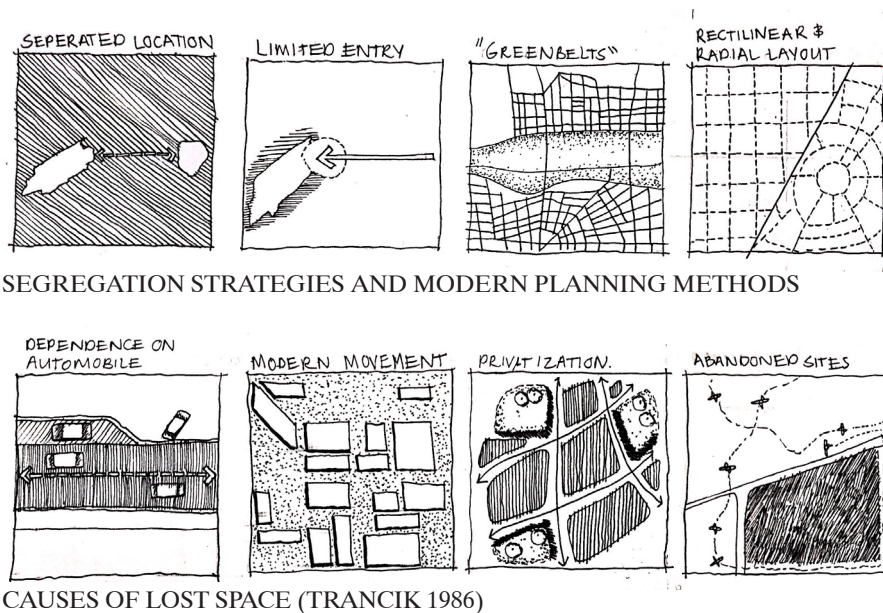 SEPERATED LOCATION
LIMITED ENTRY
"GREENBELTS"
RECTILINEAR &
RADIAL LAYOUT
SEGREGATION STRATEGIES AND MODERN PLANNING METHODS
DEPENDENCE ON
AUTOMOBILE
MODERN MOVEMENT
PRIVITIZATION.
ABANDONED SITES
CAUSES OF LOST SPACE (TRANCIK 1986)